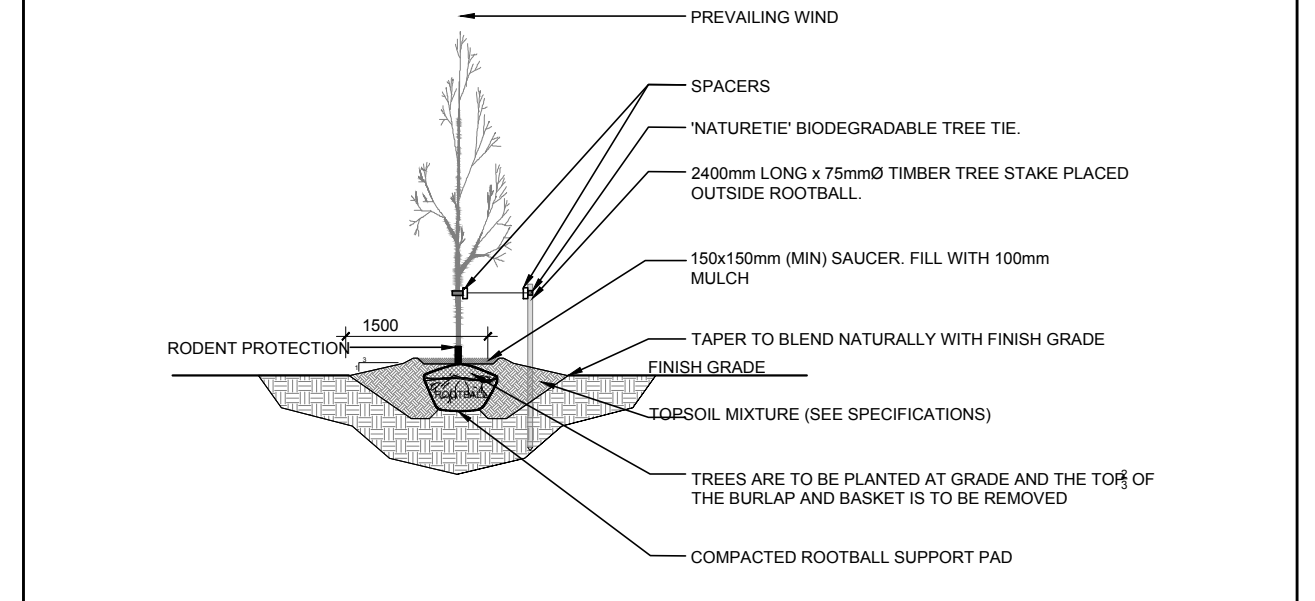 PREVAILING WIND
SPACERS
'NATURETIE' BIODEGRADABLE TREE TIE.
2400mm LONG x 75mmØ TIMBER TREE STAKE PLACED
OUTSIDE ROOTBALL.
150x150mm (MIN) SAUCER. FILL WITH 100mm
MULCH
1500
RODENT PROTECTION
3
1
TAPER TO BLEND NATURALLY WITH FINISH GRADE
FINISH GRADE
ROOTBALL
TOPSOIL MIXTURE (SEE SPECIFICATIONS)
TREES ARE TO BE PLANTED AT GRADE AND THE TOP 2/3 OF
THE BURLAP AND BASKET IS TO BE REMOVED
COMPACTED ROOTBALL SUPPORT PAD